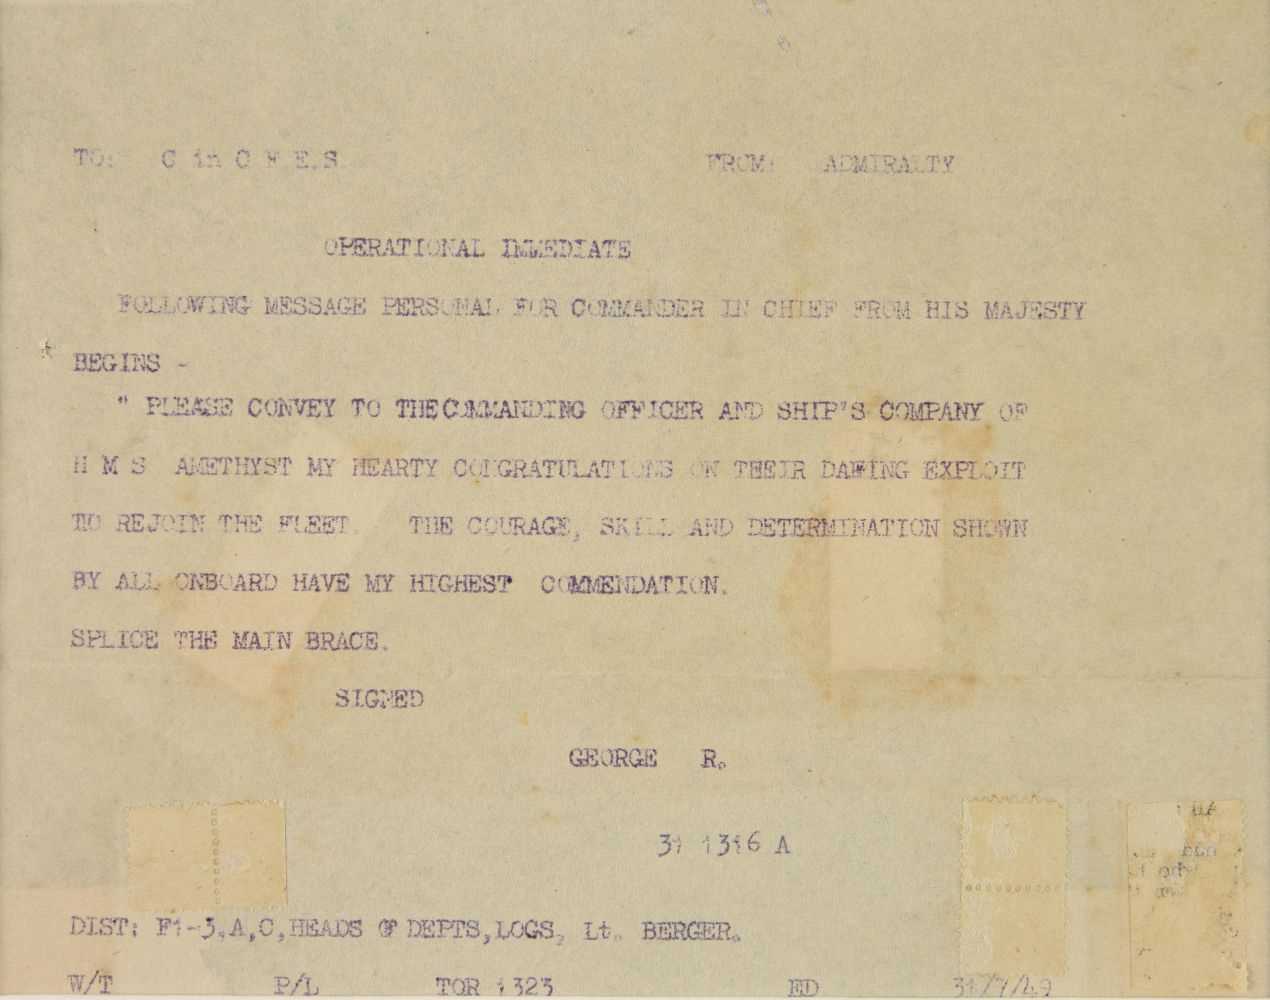 TO: C in C F E.S. FROM: ADMIRALTY
OPERATIONAL IMMEDIATE
FOLLOWING MESSAGE PERSONAL FOR COMMANDER IN CHIEF FROM HIS MAJESTY
BEGINS -
" PLEASE CONVEY TO THECOMMANDING OFFICER AND SHIP'S COMPANY OF
H M S AMETHYST MY HEARTY CONGRATULATIONS ON THEIR DARING EXPLOIT
TO REJOIN THE FLEET. THE COURAGE, SKILL AND DETERMINATION SHOWN
BY ALL ONBOARD HAVE MY HIGHEST COMMENDATION.
SPLICE THE MAIN BRACE.
SIGNED
GEORGE R.
31 1316 A
DIST: F1-3,A,C,HEADS OF DEPTS,LOGS, Lt. BERGER.
W/T P/L TOR 1323 ED 31/7/49